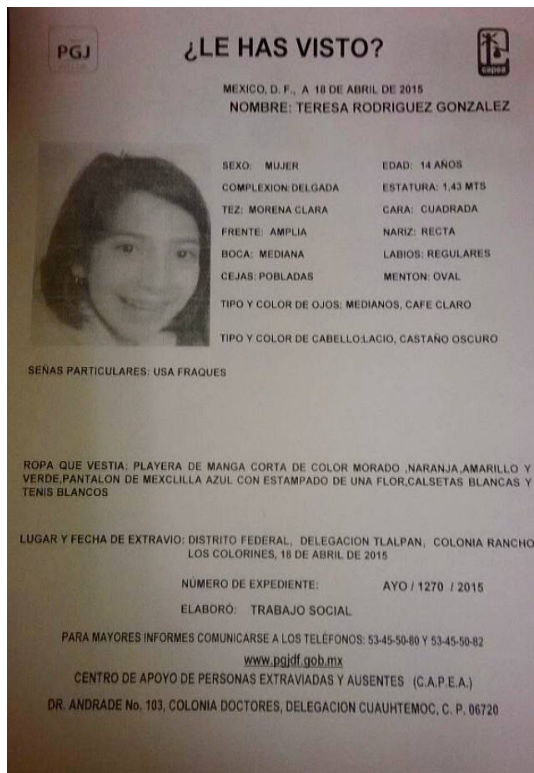 PGJ
¿LE HAS VISTO?
capea
MEXICO, D. F., A 18 DE ABRIL DE 2015
NOMBRE: TERESA RODRIGUEZ GONZALEZ
SEXO: MUJER EDAD: 14 AÑOS
COMPLEXION: DELGADA ESTATURA: 1,43 MTS
TEZ: MORENA CLARA CARA: CUADRADA
FRENTE: AMPLIA NARIZ: RECTA
BOCA: MEDIANA LABIOS: REGULARES
CEJAS: POBLADAS MENTON: OVAL
TIPO Y COLOR DE OJOS: MEDIANOS, CAFE CLARO
TIPO Y COLOR DE CABELLO:LACIO, CASTAÑO OSCURO
SEÑAS PARTICULARES: USA FRAQUES
ROPA QUE VESTIA: PLAYERA DE MANGA CORTA DE COLOR MORADO ,NARANJA,AMARILLO Y
VERDE,PANTALON DE MEXCLILLA AZUL CON ESTAMPADO DE UNA FLOR,CALSETAS BLANCAS Y
TENIS BLANCOS
LUGAR Y FECHA DE EXTRAVIO: DISTRITO FEDERAL, DELEGACION TLALPAN, COLONIA RANCHO
LOS COLORINES, 18 DE ABRIL DE 2015
NÚMERO DE EXPEDIENTE: AYO / 1270 / 2015
ELABORÓ: TRABAJO SOCIAL
PARA MAYORES INFORMES COMUNICARSE A LOS TELÉFONOS: 53-45-50-80 Y 53-45-50-82
www.pgjdf.gob.mx
CENTRO DE APOYO DE PERSONAS EXTRAVIADAS Y AUSENTES (C.A.P.E.A.)
DR. ANDRADE No. 103, COLONIA DOCTORES, DELEGACION CUAUHTEMOC, C. P. 06720